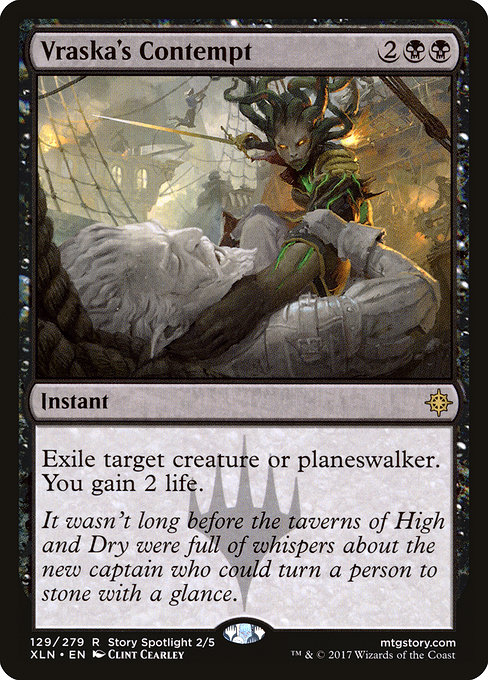 Vraska's Contempt 2
Instant
Exile target creature or planeswalker.
You gain 2 life.
It wasn't long before the taverns of High
and Dry were full of whispers about the
new captain who could turn a person to
stone with a glance.
129/279 R Story Spotlight 2/5 mtgstory.com
XLN • EN Clint Cearley ™ & © 2017 Wizards of the Coast